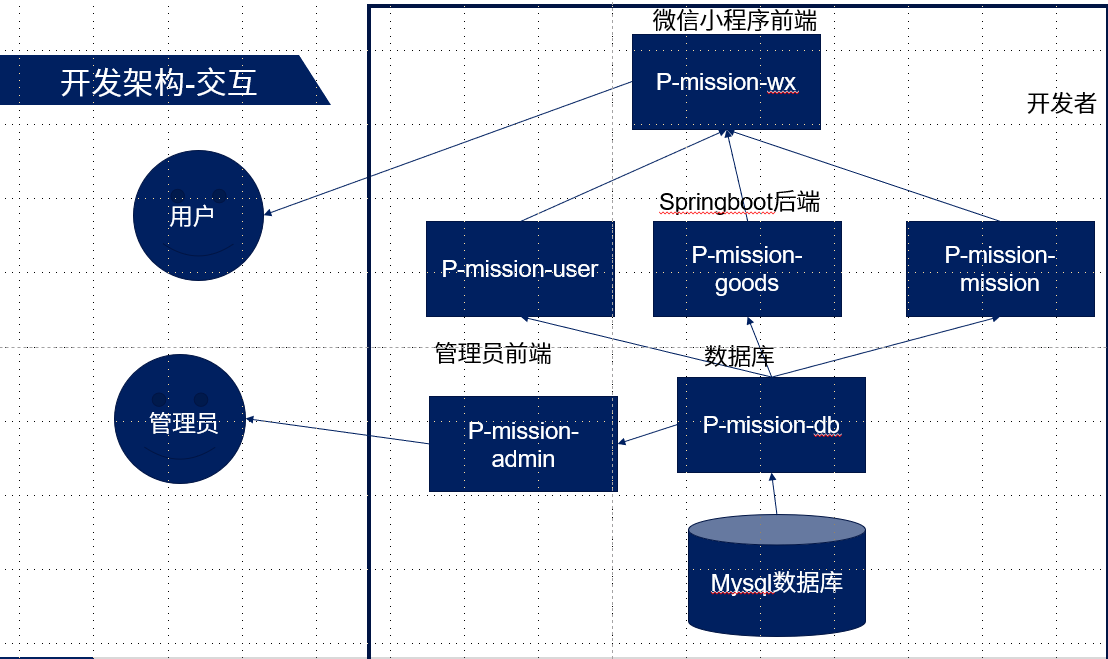 微信小程序前端
P-mission-wx
开发架构-交互
开发者
用户
Springboot后端
P-mission-user
P-mission-
goods
P-mission-
mission
管理员前端
数据库
管理员
P-mission-
admin
P-mission-db
Mysql数据库